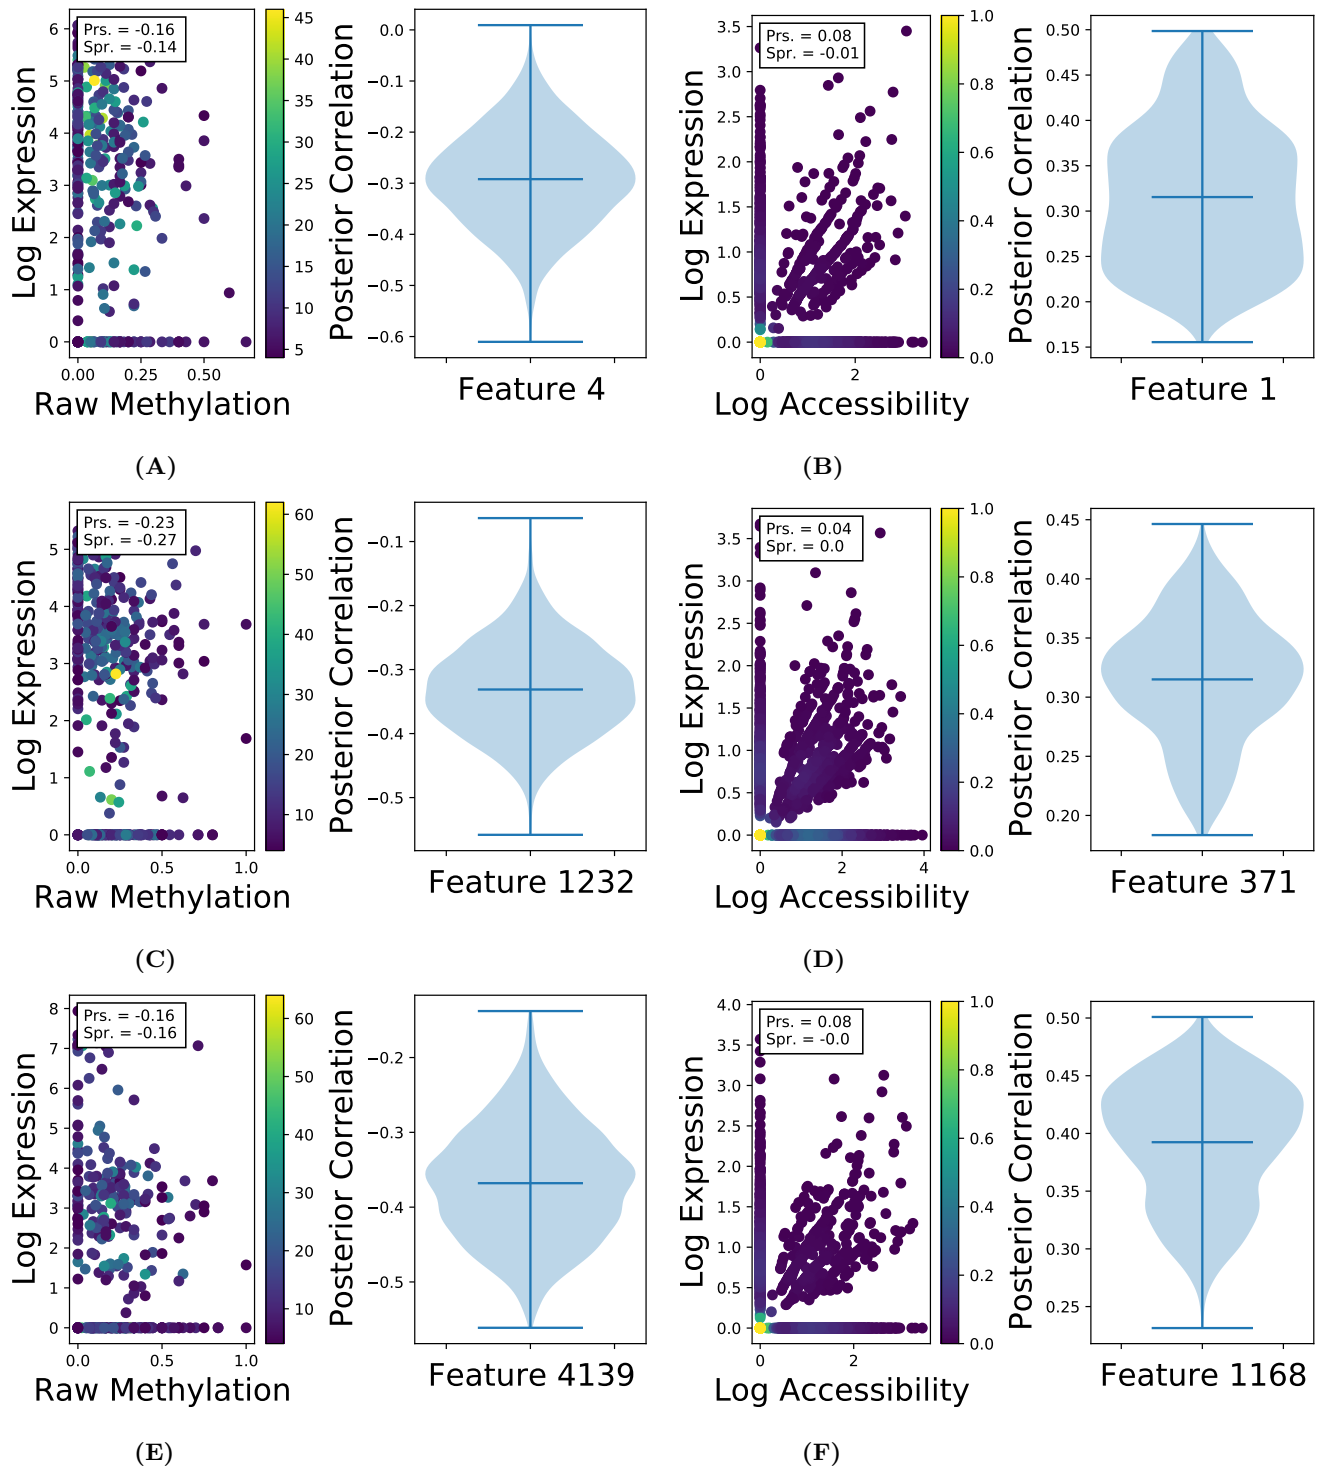 Prs. = -0.16
Spr. = -0.14
6
5
4
3
2
1
0
Log Expression
0.00 0.25 0.50
Raw Methylation
45
40
35
30
25
20
15
10
5
Posterior Correlation
0.0
−0.1
−0.2
−0.3
−0.4
−0.5
−0.6
Feature 4
(A)
Prs. = 0.08
Spr. = -0.01
3.5
3.0
2.5
2.0
1.5
1.0
0.5
0.0
Log Expression
0 2
Log Accessibility
1.0
0.8
0.6
0.4
0.2
0.0
Posterior Correlation
0.50
0.45
0.40
0.35
0.30
0.25
0.20
0.15
Feature 1
(B)
Prs. = -0.23
Spr. = -0.27
5
4
3
2
1
0
Log Expression
0.0 0.5 1.0
Raw Methylation
60
50
40
30
20
10
Posterior Correlation
−0.1
−0.2
−0.3
−0.4
−0.5
Feature 1232
(C)
Prs. = 0.04
Spr. = 0.0
3.5
3.0
2.5
2.0
1.5
1.0
0.5
0.0
Log Expression
0 2 4
Log Accessibility
1.0
0.8
0.6
0.4
0.2
0.0
Posterior Correlation
0.45
0.40
0.35
0.30
0.25
0.20
Feature 371
(D)
Prs. = -0.16
Spr. = -0.16
8
7
6
5
4
3
2
1
0
Log Expression
0.0 0.5 1.0
Raw Methylation
60
50
40
30
20
10
Posterior Correlation
−0.2
−0.3
−0.4
−0.5
Feature 4139
(E)
Prs. = 0.08
Spr. = -0.0
4.0
3.5
3.0
2.5
2.0
1.5
1.0
0.5
0.0
Log Expression
0 2
Log Accessibility
1.0
0.8
0.6
0.4
0.2
0.0
Posterior Correlation
0.50
0.45
0.40
0.35
0.30
0.25
Feature 1168
(F)